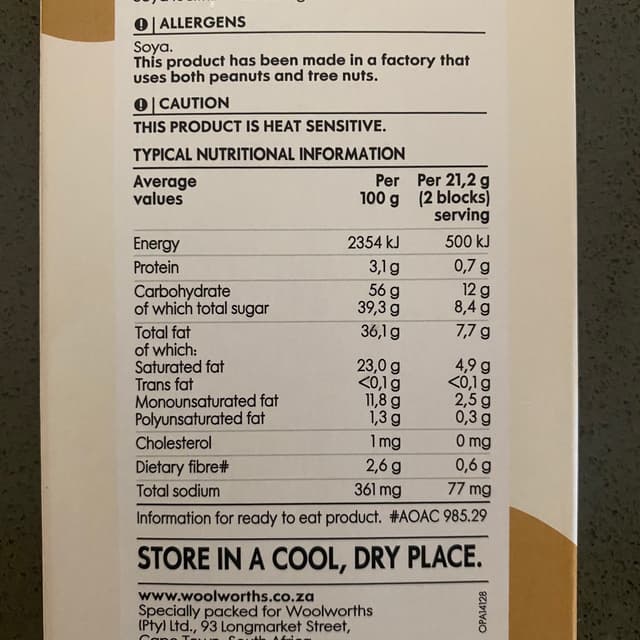 ! | ALLERGENS
Soya.
This product has been made in a factory that
uses both peanuts and tree nuts.
! | CAUTION
THIS PRODUCT IS HEAT SENSITIVE.
TYPICAL NUTRITIONAL INFORMATION
Average values Per 100 g Per 21,2 g (2 blocks) serving
Energy 2354 kJ 500 kJ
Protein 3,1 g 0,7 g
Carbohydrate 56 g 12 g
of which total sugar 39,3 g 8,4 g
Total fat 36,1 g 7,7 g
of which:
Saturated fat 23,0 g 4,9 g
Trans fat <0,1 g <0,1 g
Monounsaturated fat 11,8 g 2,5 g
Polyunsaturated fat 1,3 g 0,3 g
Cholesterol 1 mg 0 mg
Dietary fibre# 2,6 g 0,6 g
Total sodium 361 mg 77 mg
Information for ready to eat product. #AOAC 985.29
STORE IN A COOL, DRY PLACE.
www.woolworths.co.za
Specially packed for Woolworths
(Pty) Ltd., 93 Longmarket Street,
Cape Town, South Africa
OPA14128